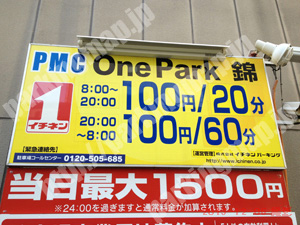 PMC One Park 錦
8:00～20:00 100円/20分
20:00～8:00 100円/60分
1
イチネン
【緊急連絡先】
駐車場コールセンター 0120-505-685
【運営管理】株式会社イチネンパーキング
http://www.ichinen.co.jp
当日最大1500円
※24:00を過ぎますと通常料金が加算されます。